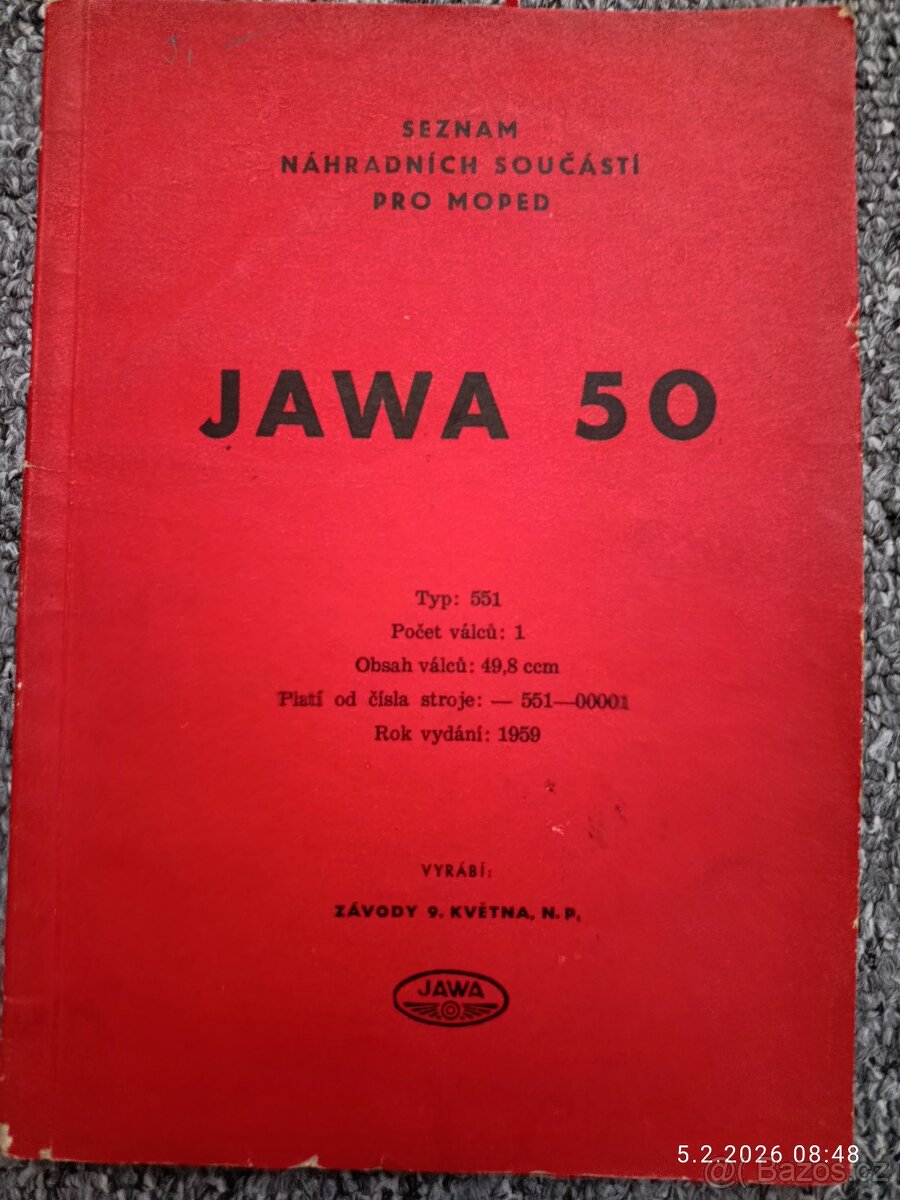 SEZNAM
NÁHRADNÍCH SOUČÁSTÍ
PRO MOPED
JAWA 50
Typ: 551
Počet válců: 1
Obsah válců: 49,8 ccm
Platí od čísla stroje: — 551—00001
Rok vydání: 1959
VYRÁBÍ:
ZÁVODY 9. KVĚTNA, N. P.
JAWA
5.2.2026 08:48
@ Bazoš.cz